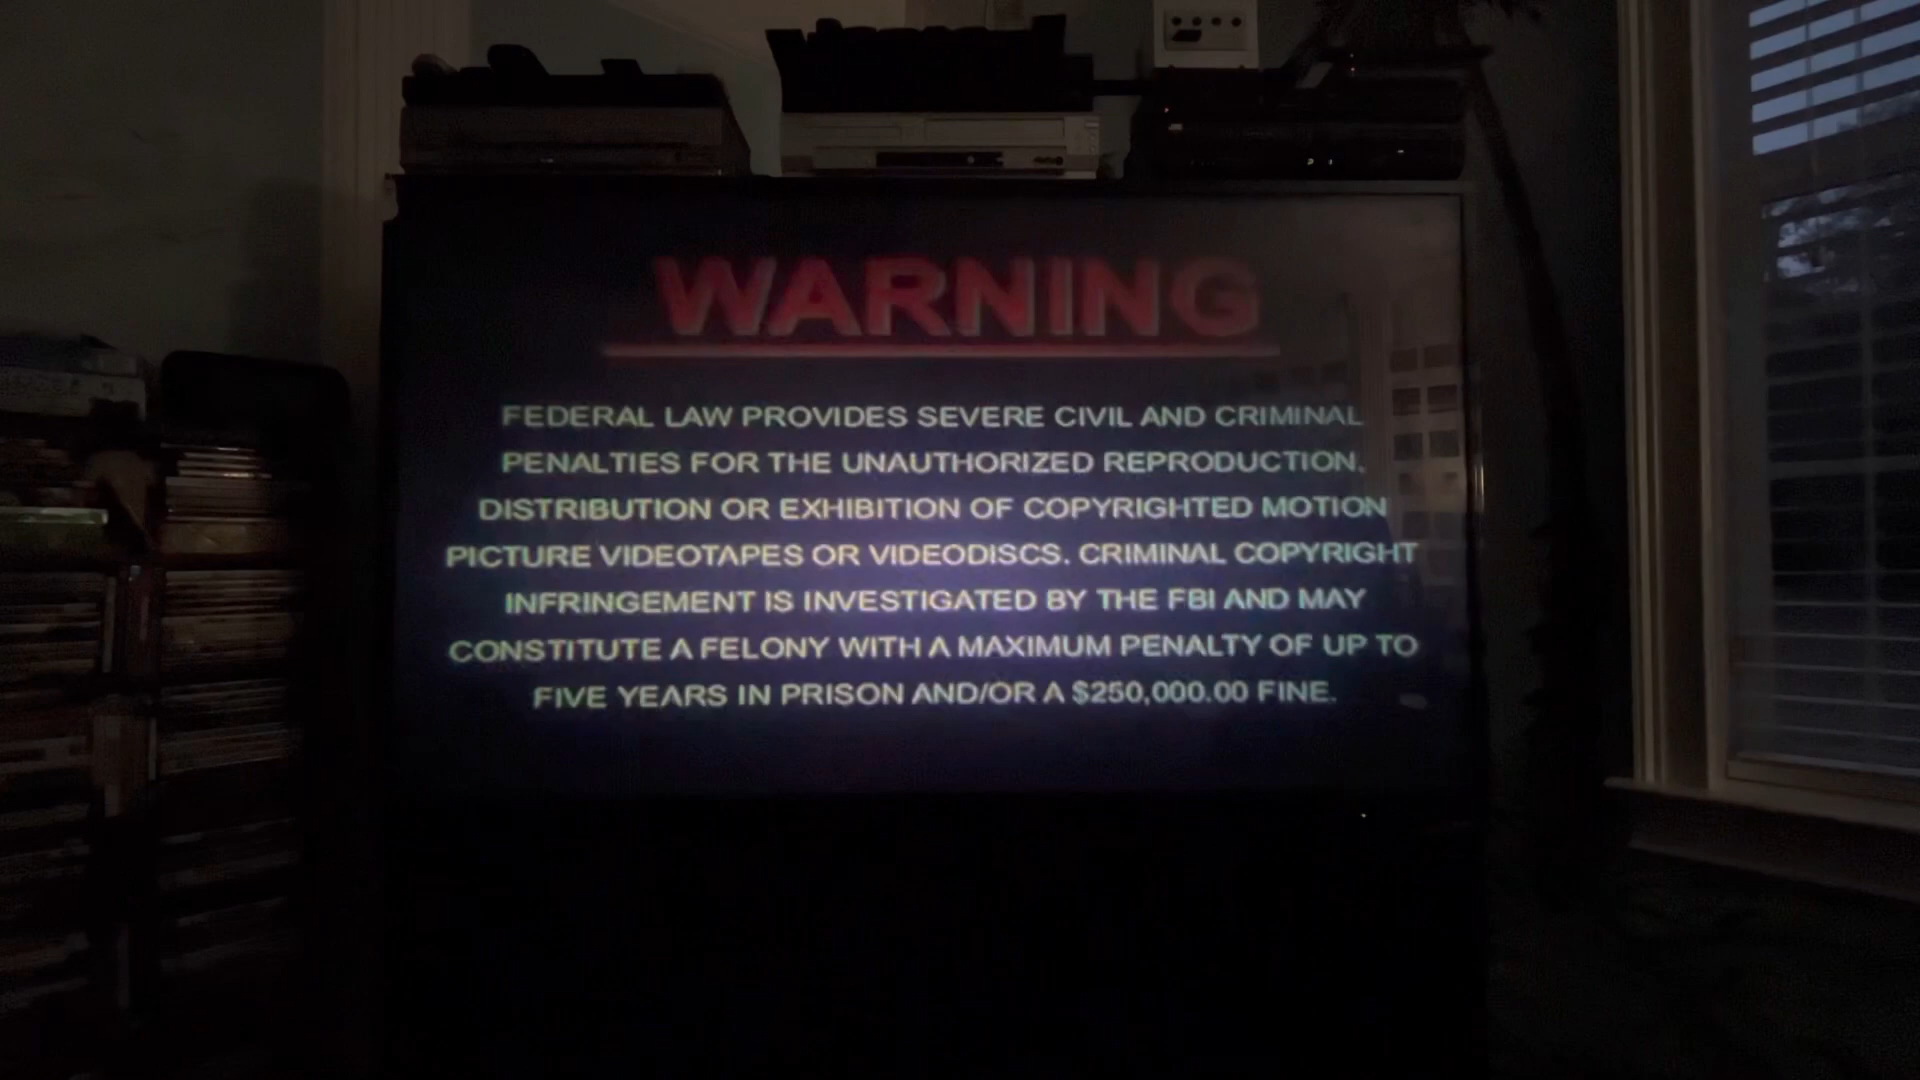 WARNING
FEDERAL LAW PROVIDES SEVERE CIVIL AND CRIMINAL
PENALTIES FOR THE UNAUTHORIZED REPRODUCTION,
DISTRIBUTION OR EXHIBITION OF COPYRIGHTED MOTION
PICTURE VIDEOTAPES OR VIDEODISCS. CRIMINAL COPYRIGHT
INFRINGEMENT IS INVESTIGATED BY THE FBI AND MAY
CONSTITUTE A FELONY WITH A MAXIMUM PENALTY OF UP TO
FIVE YEARS IN PRISON AND/OR A $250,000.00 FINE.